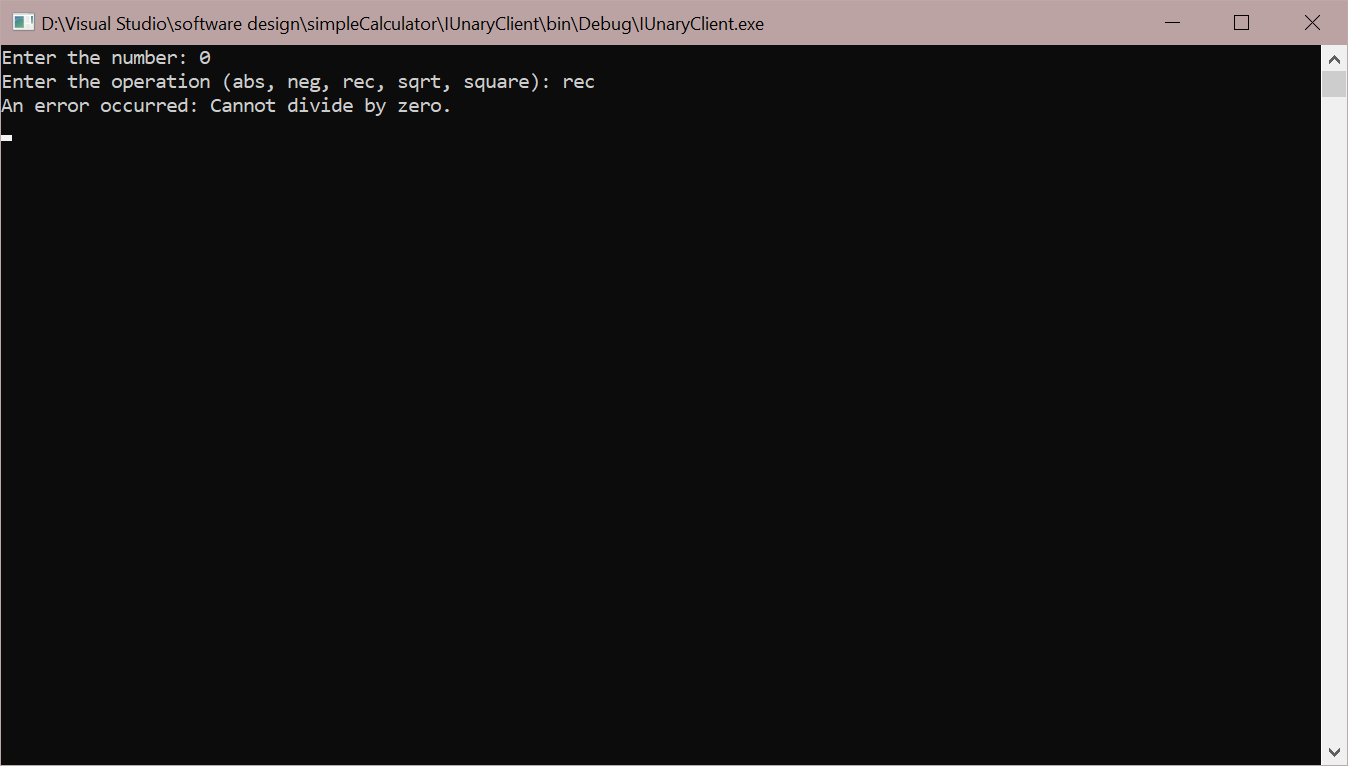 D:\Visual Studio\software design\simpleCalculator\IUnaryClient\bin\Debug\IUnaryClient.exe
Enter the number: 0
Enter the operation (abs, neg, rec, sqrt, square): rec
An error occurred: Cannot divide by zero.